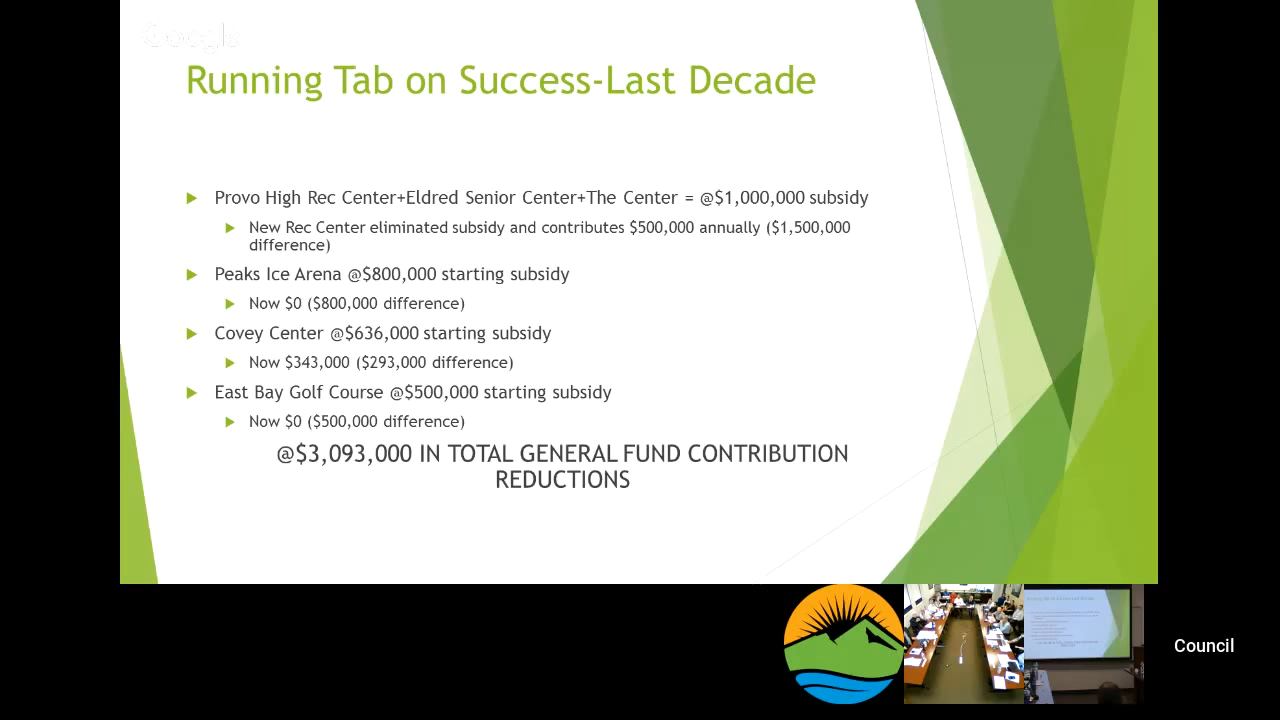 Google
Running Tab on Success-Last Decade
Provo High Rec Center+Eldred Senior Center+The Center = @$1,000,000 subsidy
New Rec Center eliminated subsidy and contributes $500,000 annually ($1,500,000
difference)
Peaks Ice Arena @$800,000 starting subsidy
Now $0 ($800,000 difference)
Covey Center @$636,000 starting subsidy
Now $343,000 ($293,000 difference)
East Bay Golf Course @$500,000 starting subsidy
Now $0 ($500,000 difference)
@$3,093,000 IN TOTAL GENERAL FUND CONTRIBUTION
REDUCTIONS
Council